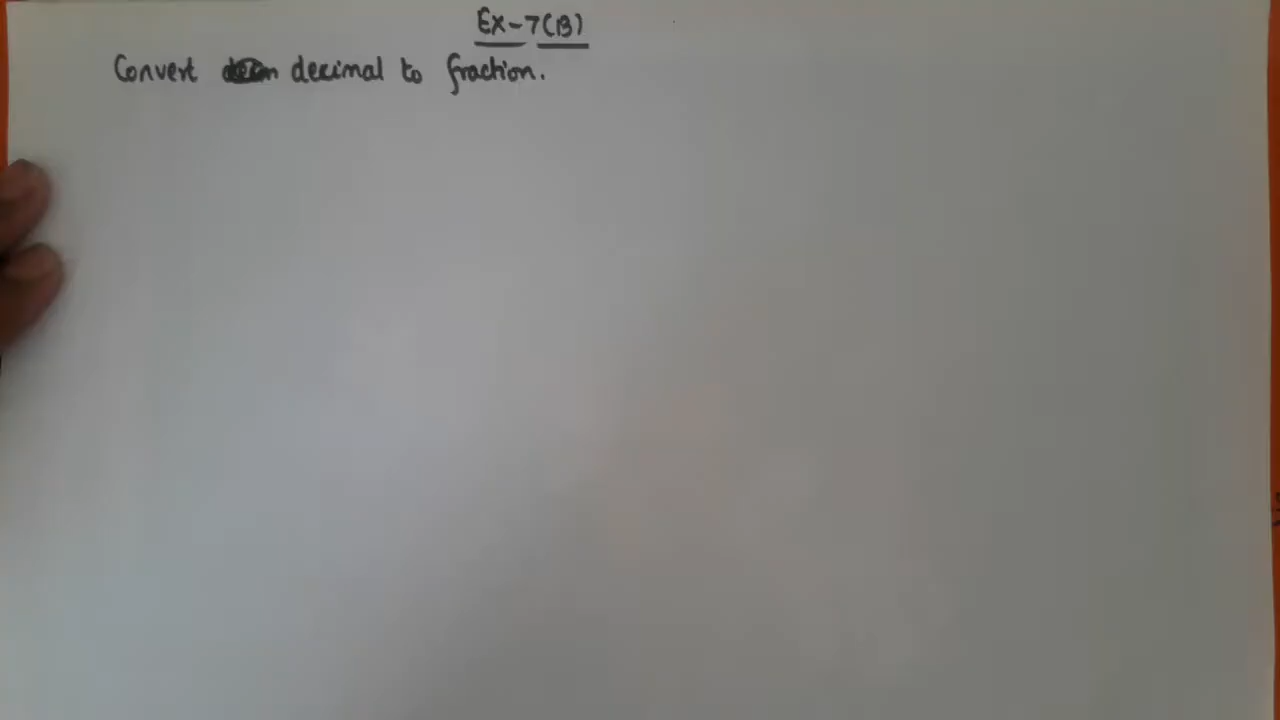 Ex-7(B)
Convert decimal to fraction.